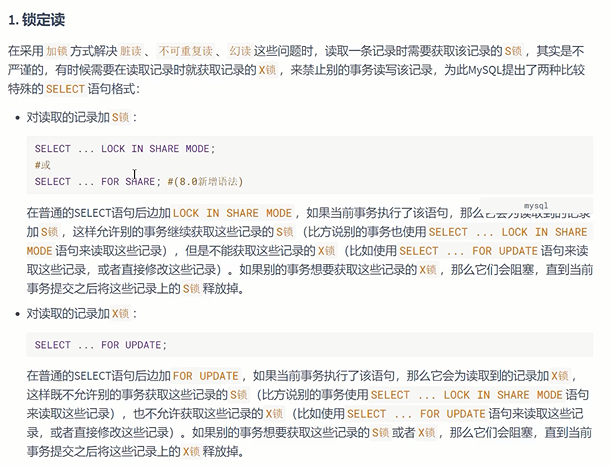 1. 锁定读
在采用 加锁 方式解决 脏读 、 不可重复读 、 幻读 这些问题时，读取一条记录时需要获取该记录的 S锁 ，其实是不
严谨的，有时候需要在读取记录时就获取记录的 X锁 ，来禁止别的事务读写该记录，为此MySQL提出了两种比较
特殊的 SELECT 语句格式：
• 对读取的记录加 S锁 ：
SELECT ... LOCK IN SHARE MODE;
#或
SELECT ... FOR SHARE; #(8.0新增语法)
mysql
在普通的SELECT语句后边加 LOCK IN SHARE MODE ，如果当前事务执行了该语句，那么它会为读取到的记录
加 S锁 ，这样允许别的事务继续获取这些记录的 S锁 （比方说别的事务也使用 SELECT ... LOCK IN SHARE
MODE 语句来读取这些记录），但是不能获取这些记录的 X锁 （比如使用 SELECT ... FOR UPDATE 语句来读
取这些记录，或者直接修改这些记录）。如果别的事务想要获取这些记录的 X锁 ，那么它们会阻塞，直到当前
事务提交之后将这些记录上的 S锁 释放掉。
• 对读取的记录加 X锁 ：
SELECT ... FOR UPDATE;
在普通的SELECT语句后边加 FOR UPDATE ，如果当前事务执行了该语句，那么它会为读取到的记录加 X锁 ，
这样既不允许别的事务获取这些记录的 S锁 （比方说别的事务使用 SELECT ... LOCK IN SHARE MODE 语句
来读取这些记录），也不允许获取这些记录的 X锁 （比如使用 SELECT ... FOR UPDATE 语句来读取这些记
录，或者直接修改这些记录）。如果别的事务想要获取这些记录的 S锁 或者 X锁 ，那么它们会阻塞，直到当前
事务提交之后将这些记录上的 X锁 释放掉。